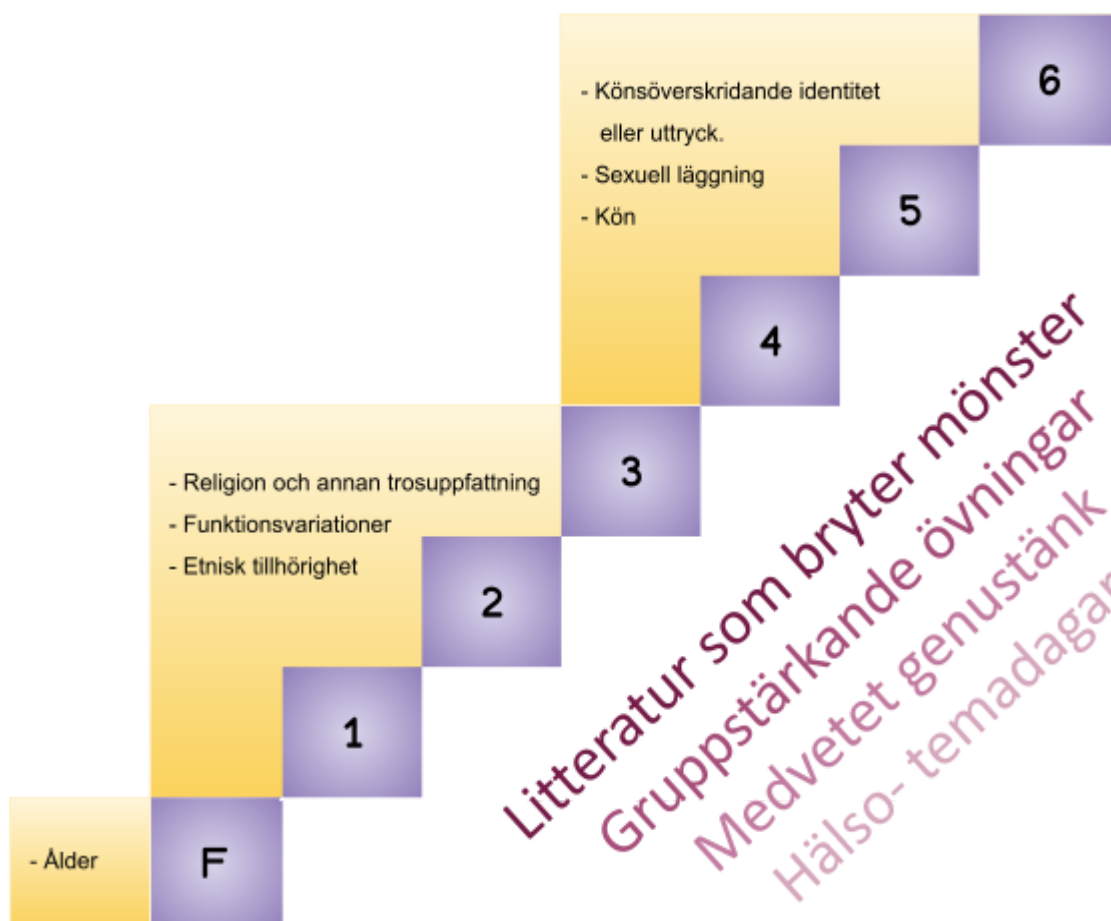 6
- Könsöverskridande identitet
eller uttryck.
- Sexuell läggning
- Kön
5
4
3
- Religion och annan trosuppfattning
- Funktionsvariationer
- Etnisk tillhörighet
2
1
- Ålder
F
Litteratur som bryter mönster
Gruppstärkande övningar
Medvetet genustänk
Hälso- temadagar